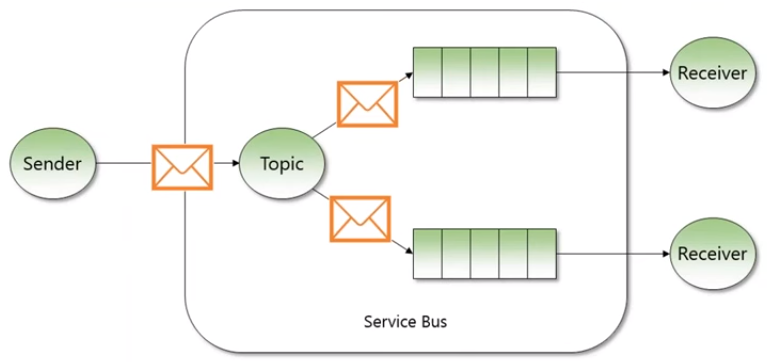 Sender
Topic
Receiver
Receiver
Service Bus